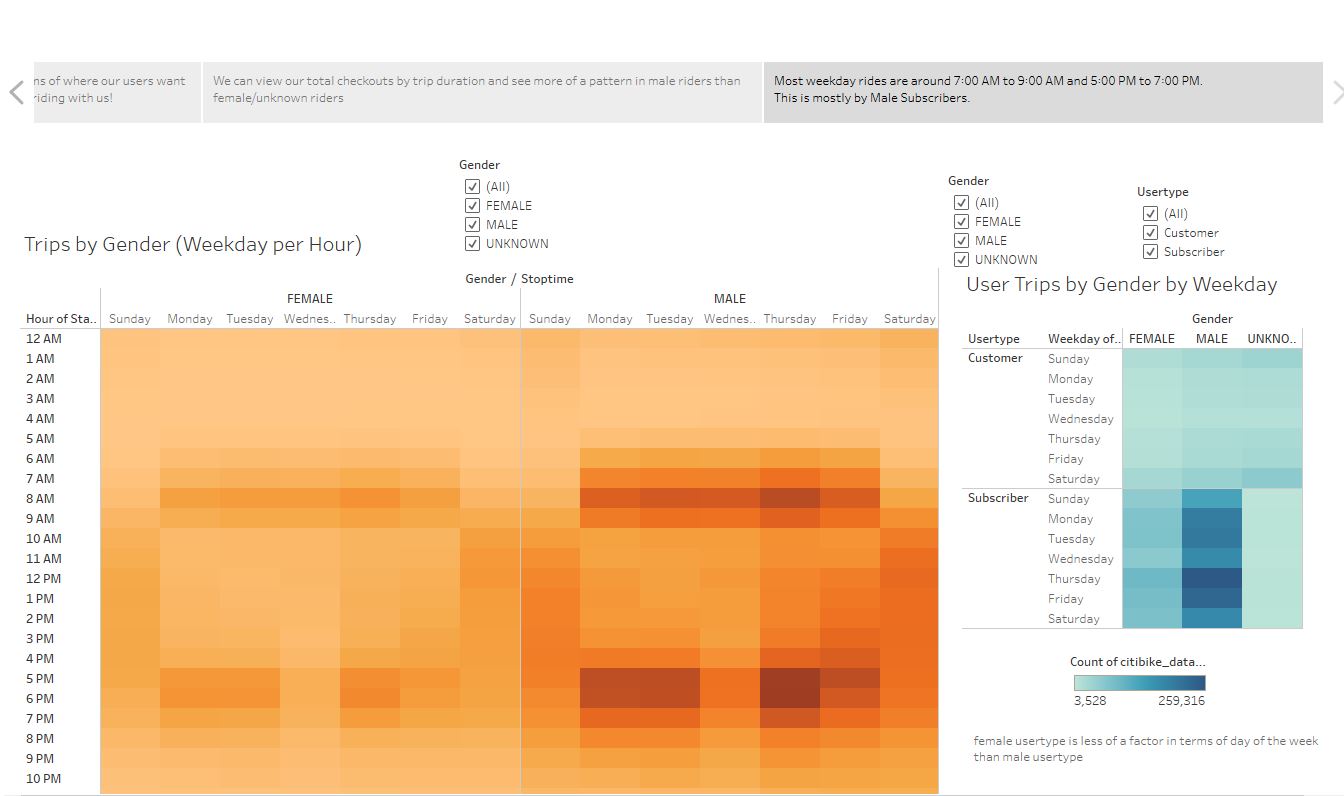 ns of where our users want
riding with us!
We can view our total checkouts by trip duration and see more of a pattern in male riders than
female/unknown riders
Most weekday rides are around 7:00 AM to 9:00 AM and 5:00 PM to 7:00 PM.
This is mostly by Male Subscribers.
Gender
(All)
FEMALE
MALE
UNKNOWN
Gender
(All)
FEMALE
MALE
UNKNOWN
Usertype
(All)
Customer
Subscriber
Trips by Gender (Weekday per Hour)
Gender / Stoptime
FEMALE MALE
Hour of Sta.. Sunday Monday Tuesday Wednes.. Thursday Friday Saturday Sunday Monday Tuesday Wednes.. Thursday Friday Saturday
12 AM
1 AM
2 AM
3 AM
4 AM
5 AM
6 AM
7 AM
8 AM
9 AM
10 AM
11 AM
12 PM
1 PM
2 PM
3 PM
4 PM
5 PM
6 PM
7 PM
8 PM
9 PM
10 PM
User Trips by Gender by Weekday
Gender
Usertype Weekday of.. FEMALE MALE UNKNO..
Customer Sunday
Monday
Tuesday
Wednesday
Thursday
Friday
Saturday
Subscriber Sunday
Monday
Tuesday
Wednesday
Thursday
Friday
Saturday
Count of citibike_data...
3,528 259,316
female usertype is less of a factor in terms of day of the week
than male usertype